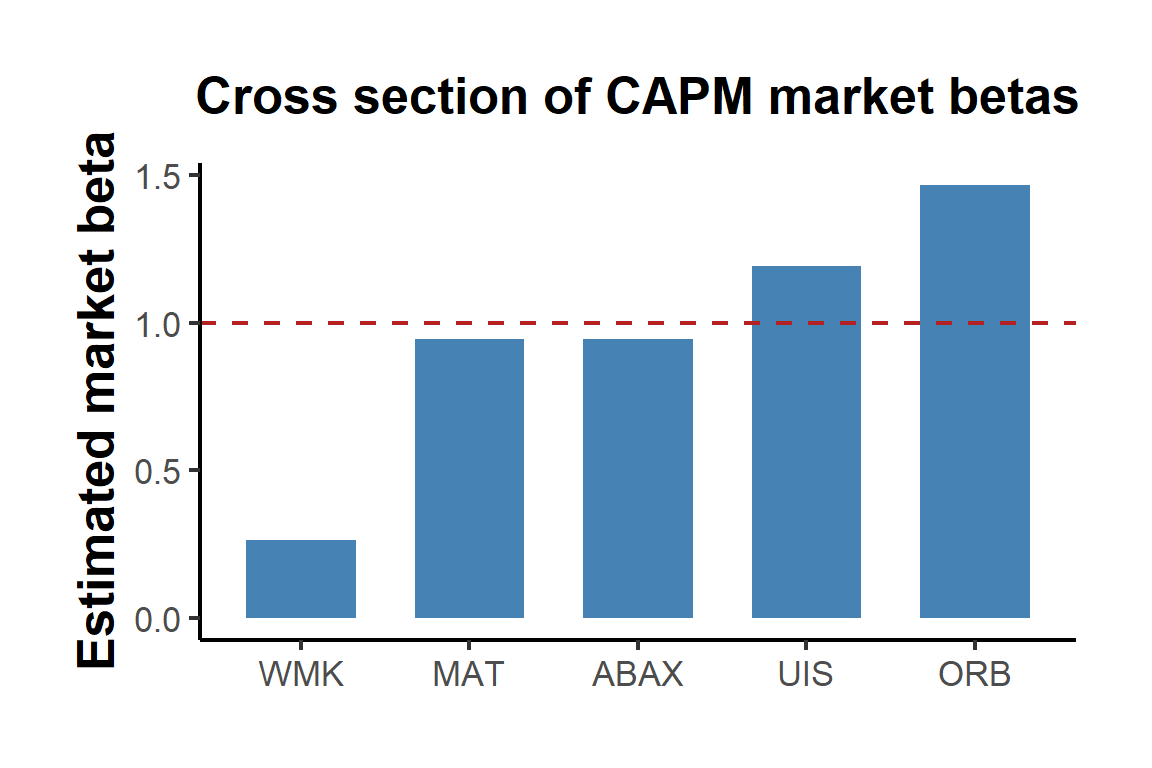 Cross section of CAPM market betas
Estimated market beta
1.5
1.0
0.5
0.0
WMK MAT ABAX UIS ORB